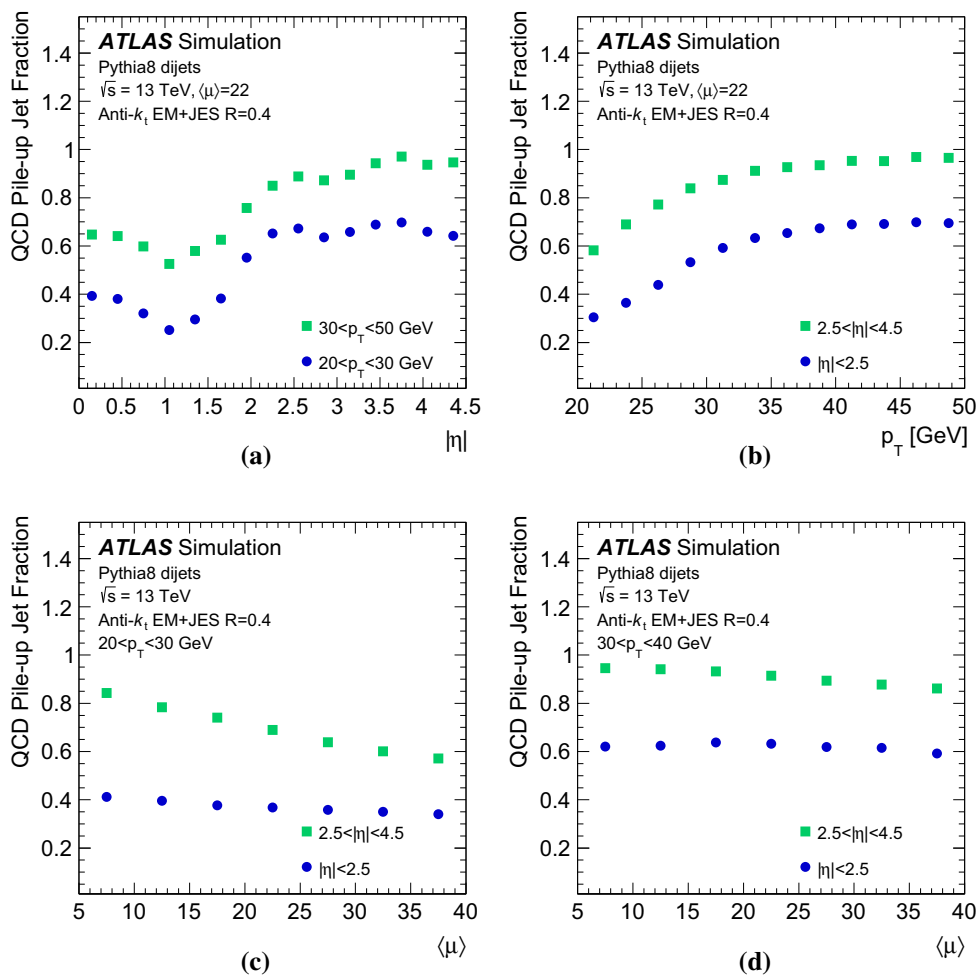 ATLAS Simulation
Pythia8 dijets
√s = 13 TeV, ⟨μ⟩=22
Anti-kt EM+JES R=0.4
QCD Pile-up Jet Fraction
1.4
1.2
1
0.8
0.6
0.4
0.2
30<pT<50 GeV
20<pT<30 GeV
0 0.5 1 1.5 2 2.5 3 3.5 4 4.5
|η|
(a)
ATLAS Simulation
Pythia8 dijets
√s = 13 TeV, ⟨μ⟩=22
Anti-kt EM+JES R=0.4
QCD Pile-up Jet Fraction
1.4
1.2
1
0.8
0.6
0.4
0.2
2.5<|η|<4.5
|η|<2.5
20 25 30 35 40 45 50
pT [GeV]
(b)
ATLAS Simulation
Pythia8 dijets
√s = 13 TeV
Anti-kt EM+JES R=0.4
20<pT<30 GeV
QCD Pile-up Jet Fraction
1.4
1.2
1
0.8
0.6
0.4
0.2
2.5<|η|<4.5
|η|<2.5
5 10 15 20 25 30 35 40
⟨μ⟩
(c)
ATLAS Simulation
Pythia8 dijets
√s = 13 TeV
Anti-kt EM+JES R=0.4
30<pT<40 GeV
QCD Pile-up Jet Fraction
1.4
1.2
1
0.8
0.6
0.4
0.2
2.5<|η|<4.5
|η|<2.5
5 10 15 20 25 30 35 40
⟨μ⟩
(d)